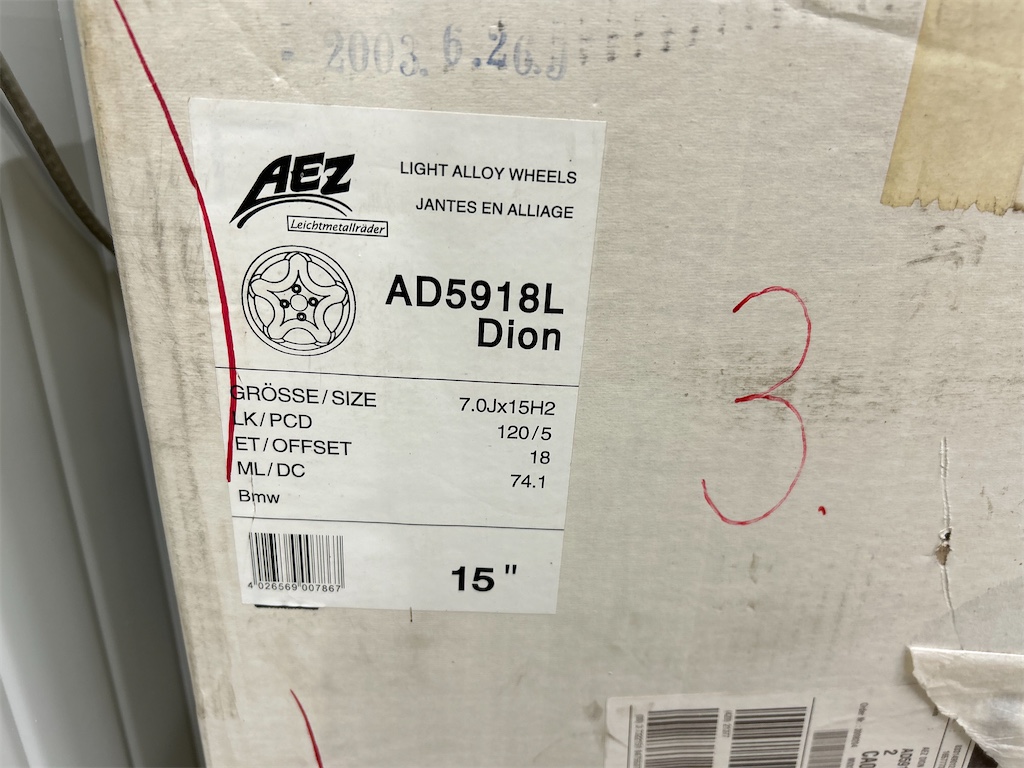 2003. 6.26.
AEZ
Leichtmetallräder
LIGHT ALLOY WHEELS
JANTES EN ALLIAGE
AD5918L
Dion
GRÖSSE/SIZE 7.0Jx15H2
LK/PCD 120/5
ET/OFFSET 18
ML/DC 74.1
Bmw
4 026569 007867
15"
3.